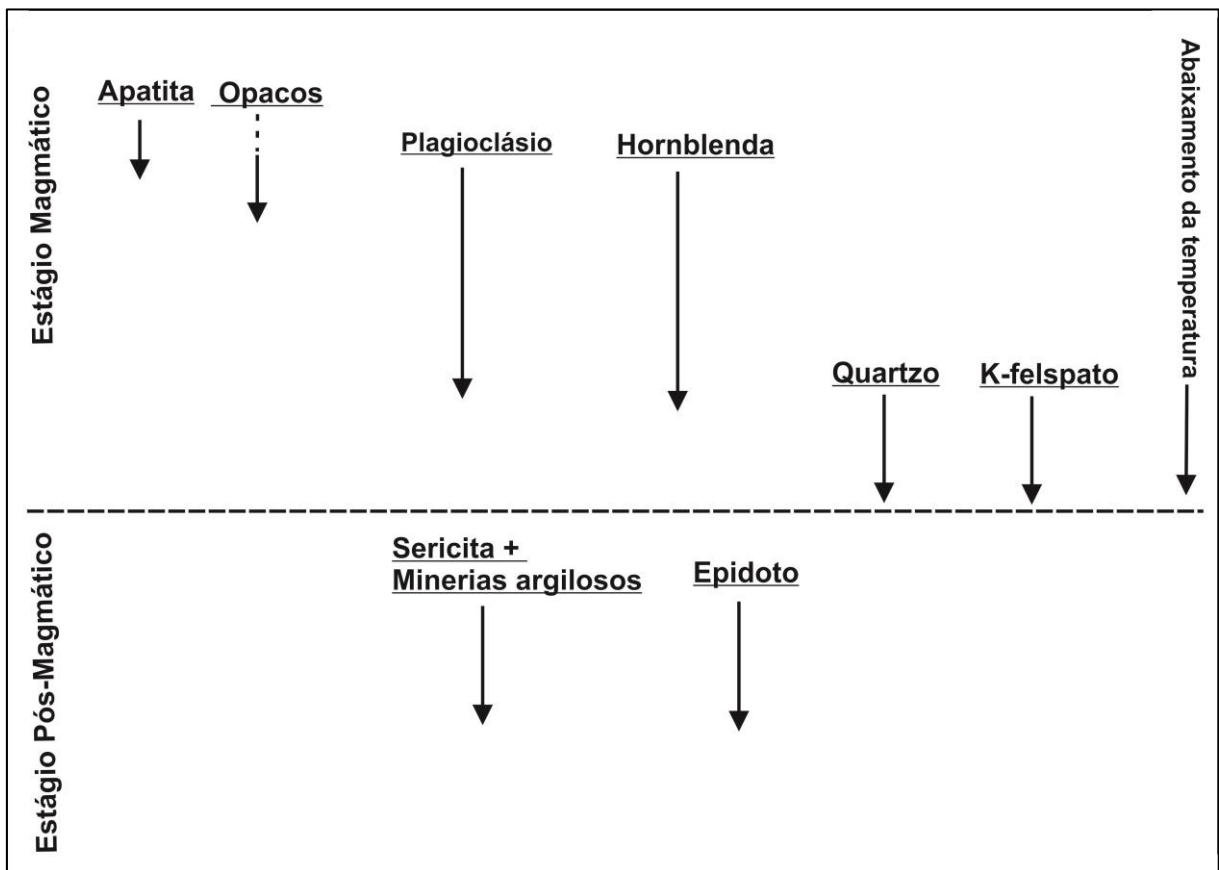 Estágio Magmático
Apatita
Opacos
Plagioclásio
Hornblenda
Quartzo
K-felspato
Abaixamento da temperatura
Estágio Pós-Magmático
Sericita +
Minerias argilosos
Epidoto